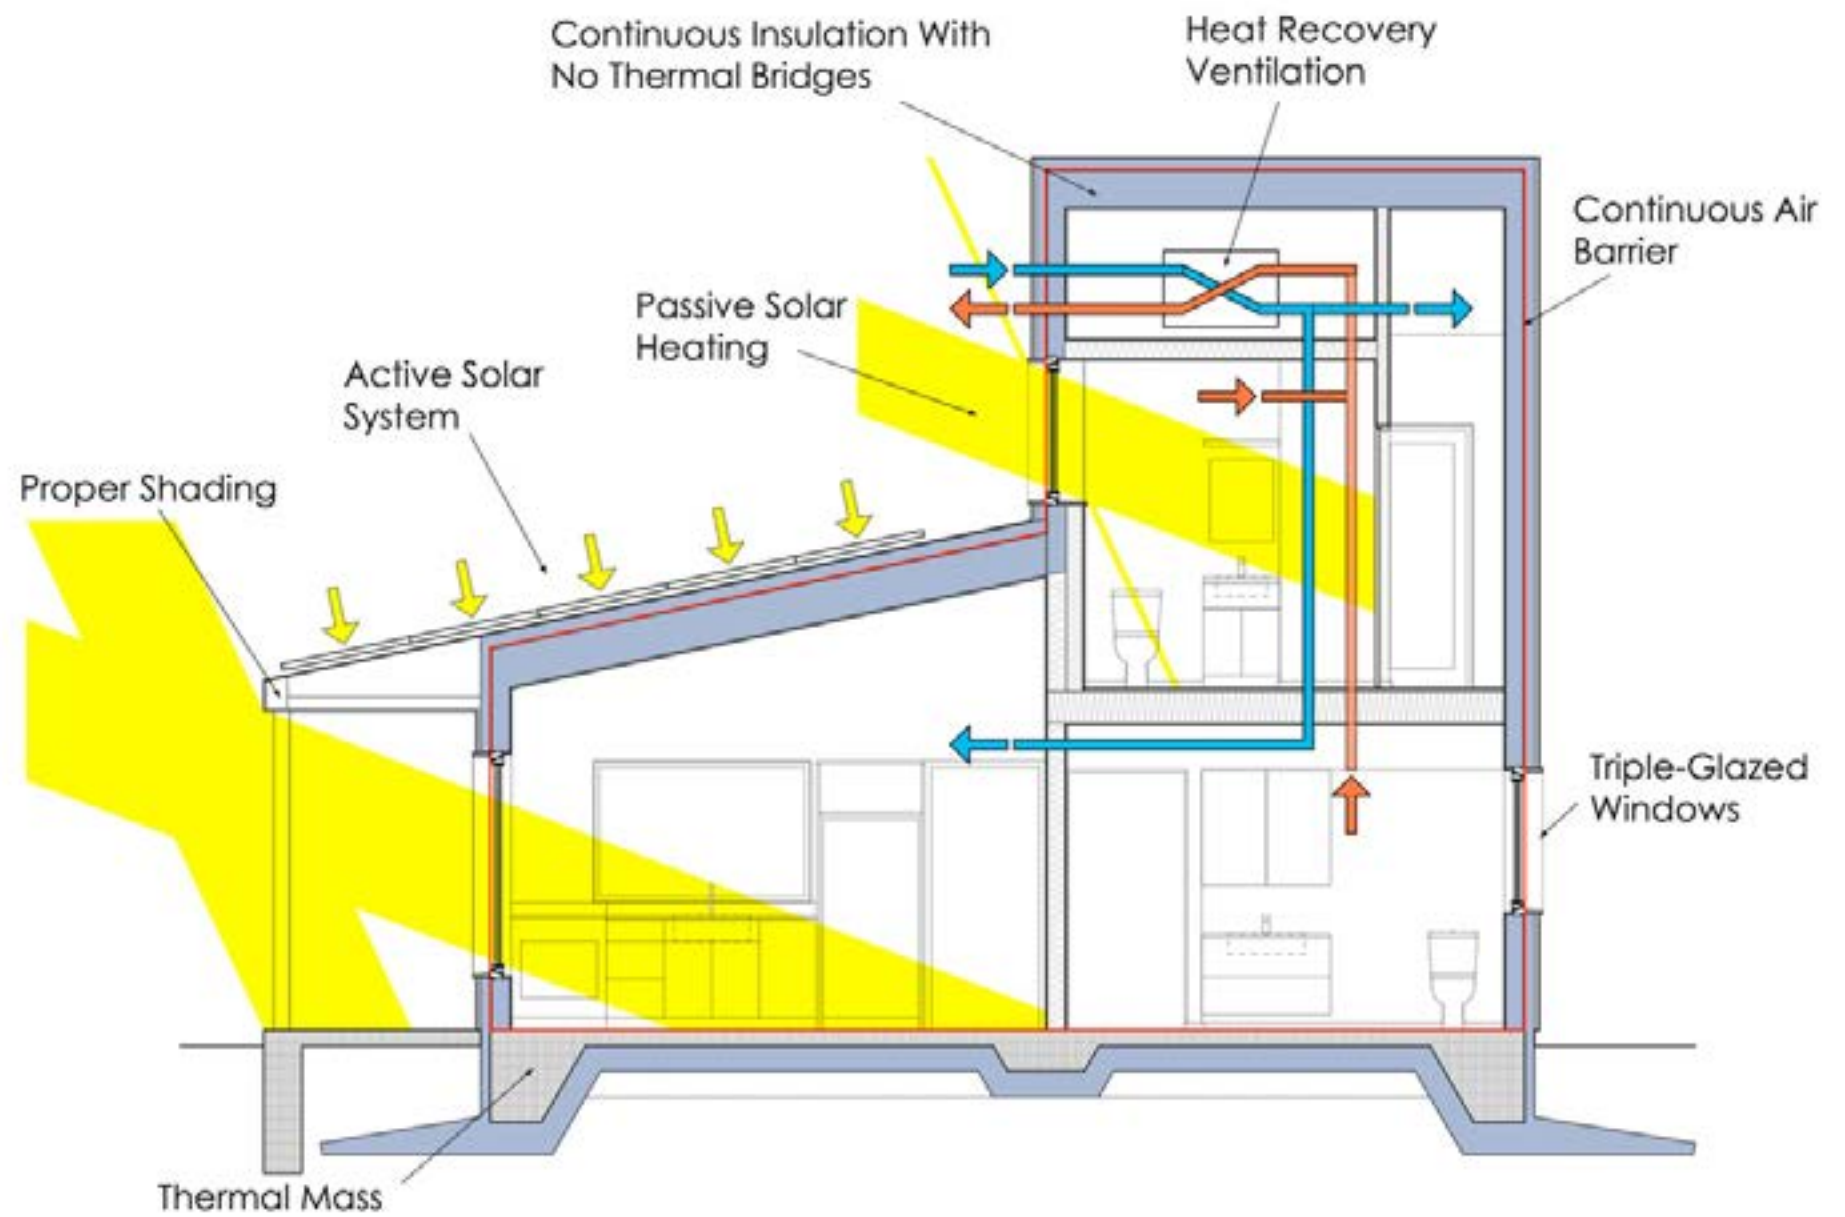 Continuous Insulation With
No Thermal Bridges
Heat Recovery
Ventilation
Continuous Air
Barrier
Passive Solar
Heating
Active Solar
System
Proper Shading
Triple-Glazed
Windows
Thermal Mass